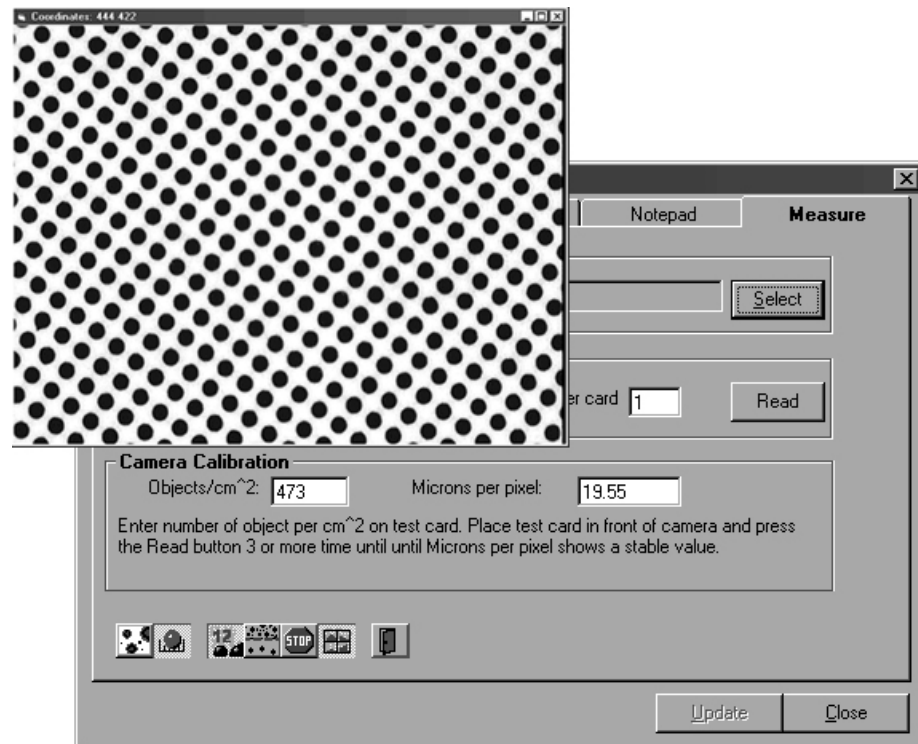 Coordinates: 444 422
Notepad
Measure
Select
er card 1
Read
Camera Calibration
Objects/cm^2: 473 Microns per pixel: 19.55
Enter number of object per cm^2 on test card. Place test card in front of camera and press
the Read button 3 or more time until until Microns per pixel shows a stable value.
12
STOP
Update
Close